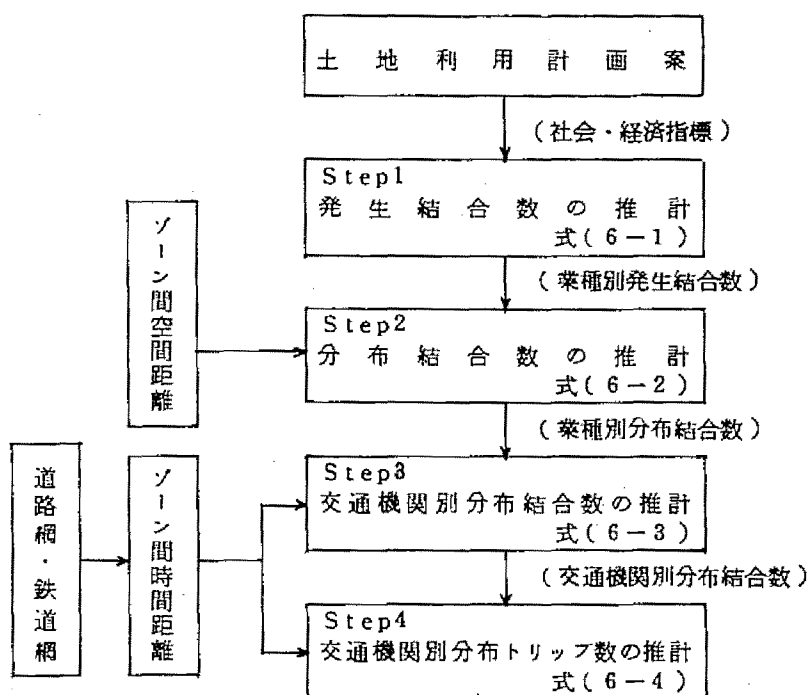 土地利用計画案
(社会・経済指標)
Step1
発生結合数の推計
式(6-1)
(業種別発生結合数)
ゾーン間空間距離
Step2
分布結合数の推計
式(6-2)
(業種別分布結合数)
道路網・鉄道網
ゾーン間時間距離
Step3
交通機関別分布結合数の推計
式(6-3)
(交通機関別分布結合数)
Step4
交通機関別分布トリップ数の推計
式(6-4)